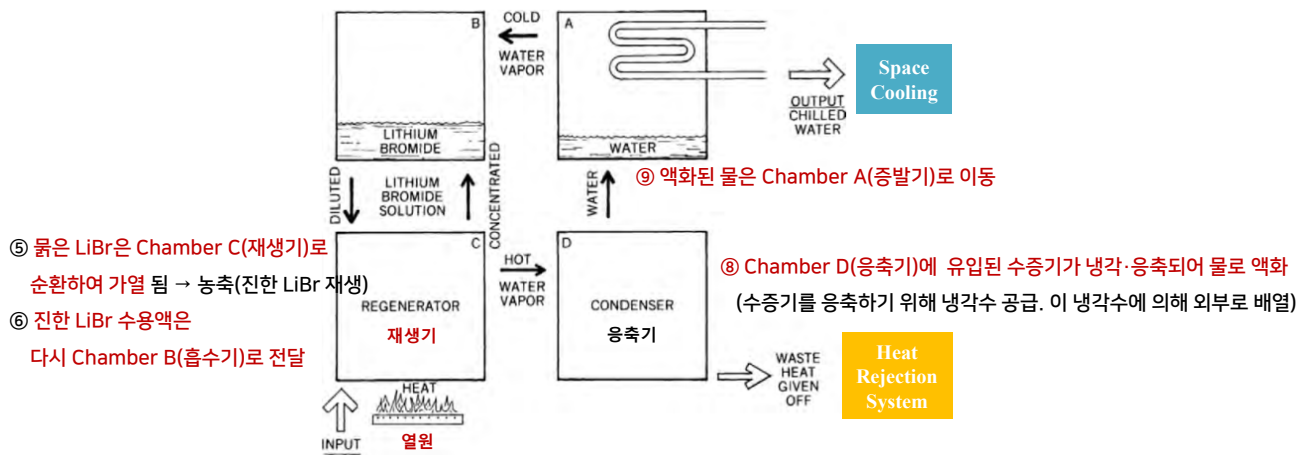 B
COLD
WATER
VAPOR
A
OUTPUT
CHILLED
WATER
Space
Cooling
LITHIUM
BROMIDE
WATER
DILUTED
LITHIUM
BROMIDE
SOLUTION
CONCENTRATED
WATER
⑨ 액화된 물은 Chamber A(증발기)로 이동
⑤ 묽은 LiBr은 Chamber C(재생기)로
순환하여 가열 됨 → 농축(진한 LiBr 재생)
⑥ 진한 LiBr 수용액은
다시 Chamber B(흡수기)로 전달
C
REGENERATOR
재생기
HOT
WATER
VAPOR
D
CONDENSER
응축기
⑧ Chamber D(응축기)에 유입된 수증기가 냉각·응축되어 물로 액화
(수증기를 응축하기 위해 냉각수 공급. 이 냉각수에 의해 외부로 배열)
WASTE
HEAT
GIVEN
OFF
Heat
Rejection
System
HEAT
INPUT
열원